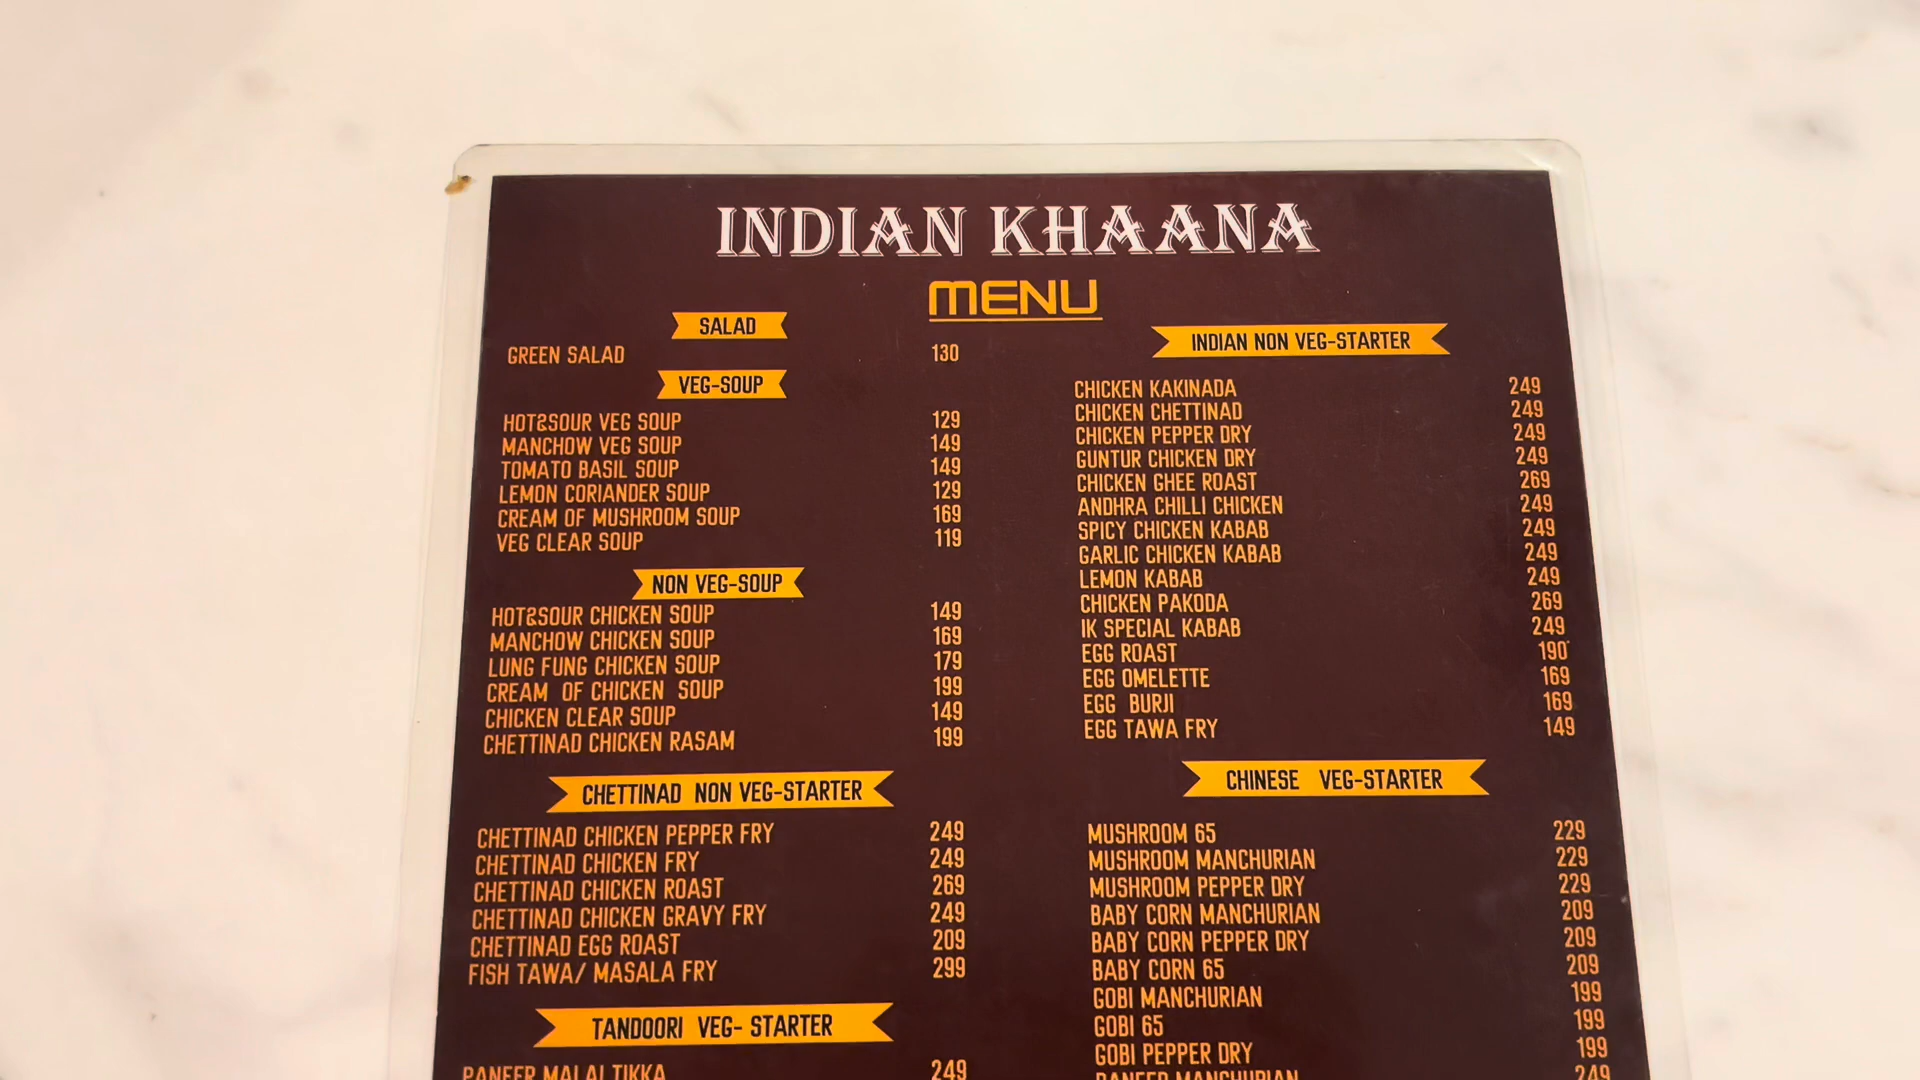 INDIAN KHAANA
MENU
SALAD
GREEN SALAD 130
VEG-SOUP
HOT&SOUR VEG SOUP 129
MANCHOW VEG SOUP 149
TOMATO BASIL SOUP 149
LEMON CORIANDER SOUP 129
CREAM OF MUSHROOM SOUP 169
VEG CLEAR SOUP 119
NON VEG-SOUP
HOT&SOUR CHICKEN SOUP 149
MANCHOW CHICKEN SOUP 169
LUNG FUNG CHICKEN SOUP 179
CREAM OF CHICKEN SOUP 199
CHICKEN CLEAR SOUP 149
CHETTINAD CHICKEN RASAM 199
CHETTINAD NON VEG-STARTER
CHETTINAD CHICKEN PEPPER FRY 249
CHETTINAD CHICKEN FRY 249
CHETTINAD CHICKEN ROAST 269
CHETTINAD CHICKEN GRAVY FRY 249
CHETTINAD EGG ROAST 209
FISH TAWA/ MASALA FRY 299
TANDOORI VEG- STARTER
PANEER MALAI TIKKA 249
INDIAN NON VEG-STARTER
CHICKEN KAKINADA 249
CHICKEN CHETTINAD 249
CHICKEN PEPPER DRY 249
GUNTUR CHICKEN DRY 249
CHICKEN GHEE ROAST 269
ANDHRA CHILLI CHICKEN 249
SPICY CHICKEN KABAB 249
GARLIC CHICKEN KABAB 249
LEMON KABAB 249
CHICKEN PAKODA 269
IK SPECIAL KABAB 249
EGG ROAST 190
EGG OMELETTE 169
EGG BURJI 169
EGG TAWA FRY 149
CHINESE VEG-STARTER
MUSHROOM 65 229
MUSHROOM MANCHURIAN 229
MUSHROOM PEPPER DRY 229
BABY CORN MANCHURIAN 209
BABY CORN PEPPER DRY 209
BABY CORN 65 209
GOBI MANCHURIAN 199
GOBI 65 199
GOBI PEPPER DRY 199
PANEER MANCHURIAN 249